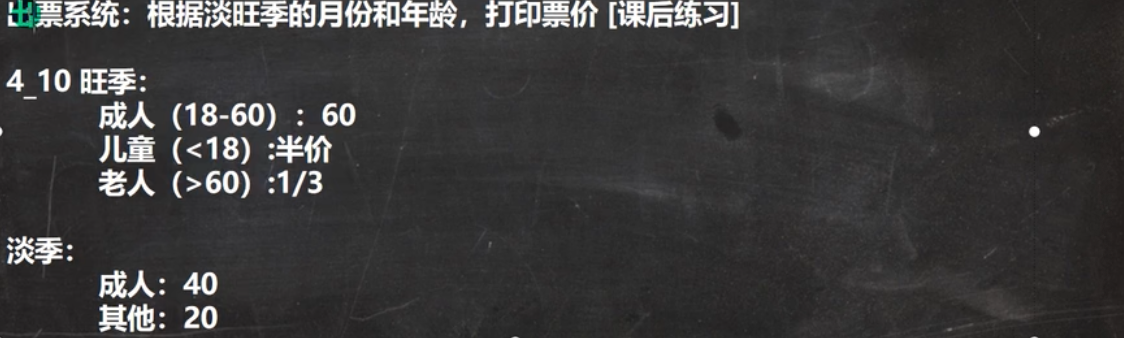 出票系统：根据淡旺季的月份和年龄，打印票价 [课后练习]
4_10 旺季：
成人（18-60）：60
儿童（<18）:半价
老人（>60）:1/3
淡季：
成人：40
其他：20